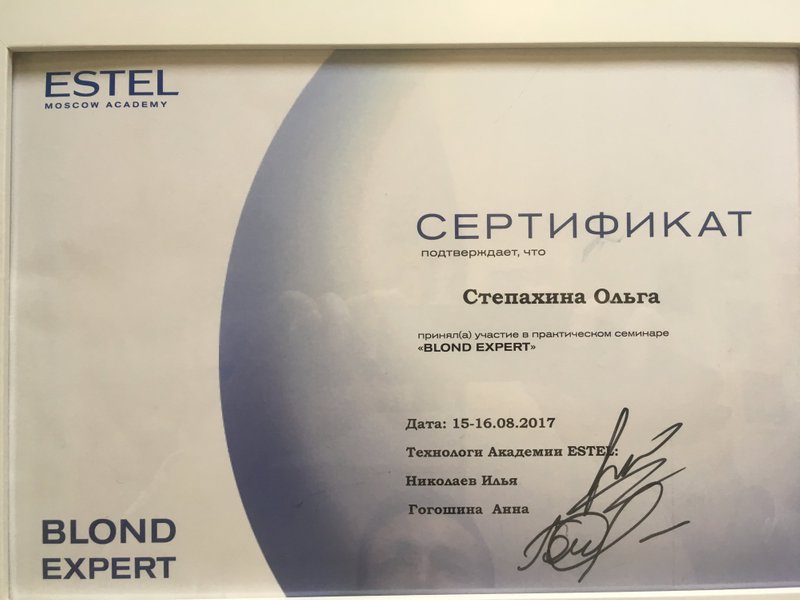 ESTEL
MOSCOW ACADEMY
СЕРТИФИКАТ
подтверждает, что
Степахина Ольга
принял(а) участие в практическом семинаре
«BLOND EXPERT»
Дата: 15-16.08.2017
Технологи Академии ESTEL:
Николаев Илья
Гогошина Анна
BLOND
EXPERT